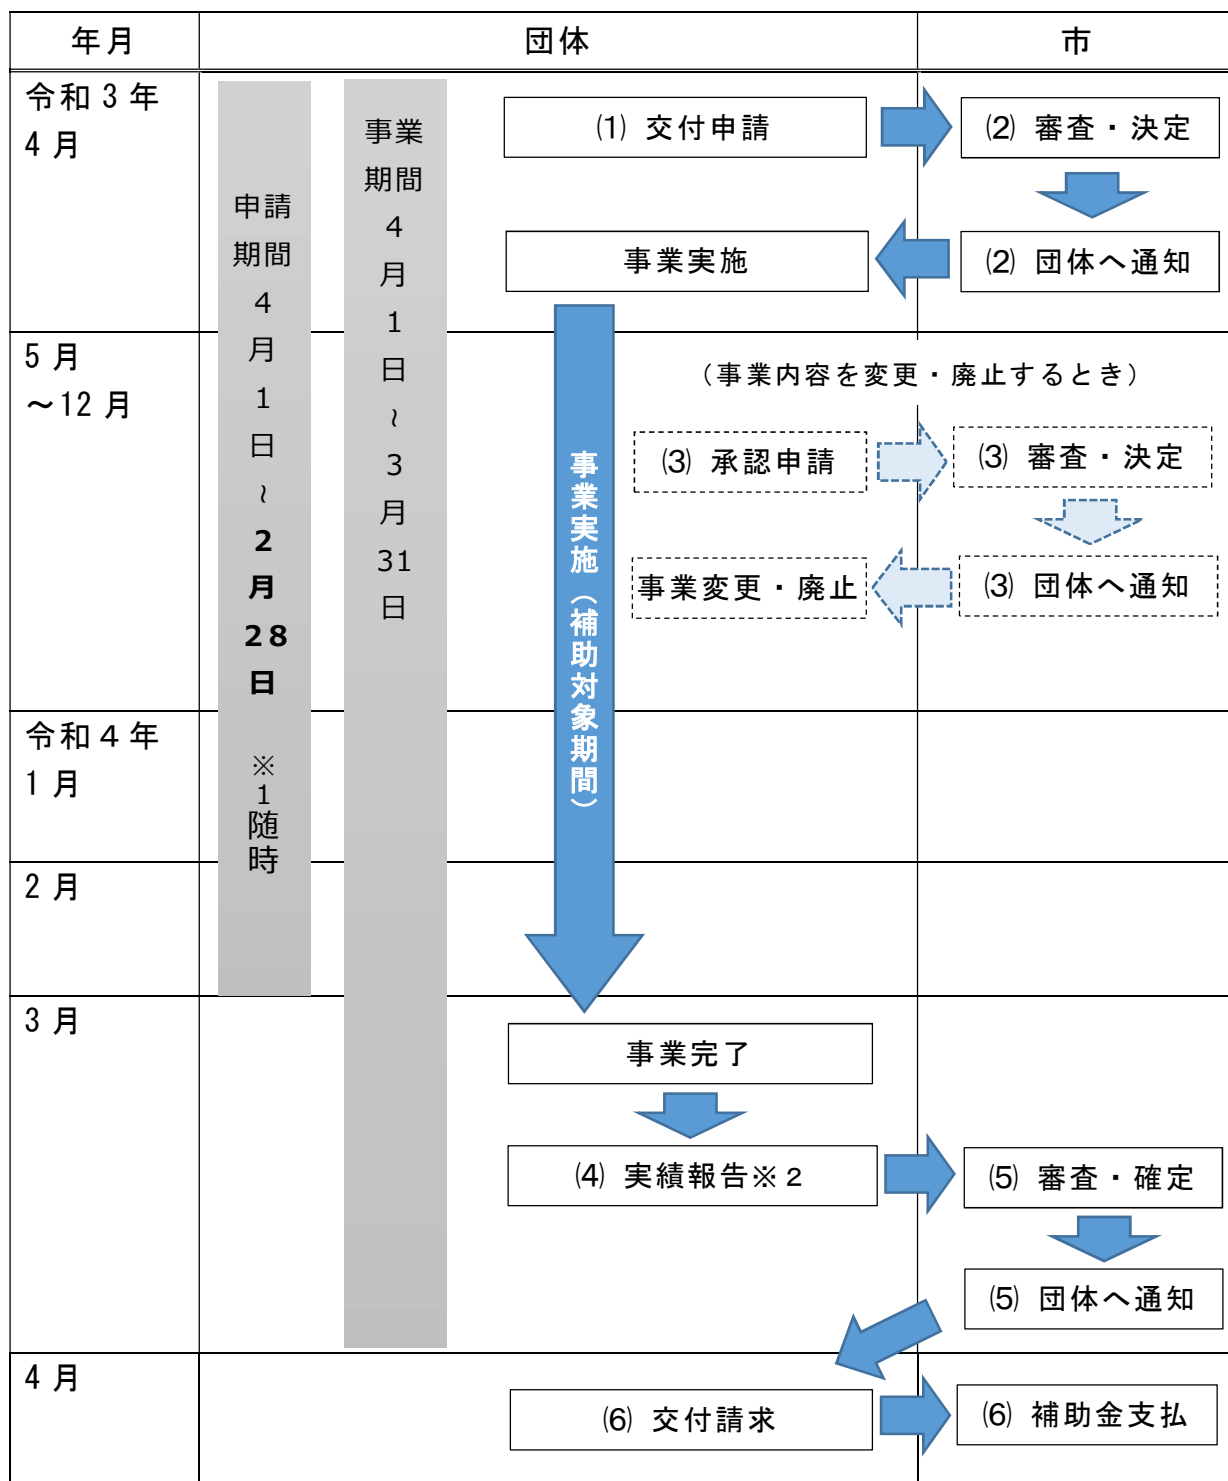 年月
団体
市
令和3年
4月
申請
期間
4
月
1
日
~
2
月
28
日
※
1
随
時
事業
期間
4
月
1
日
~
3
月
31
日
⑴ 交付申請
⑵ 審査・決定
事業実施
⑵ 団体へ通知
5月
～12月
(事業内容を変更・廃止するとき)
事業実施(補助対象期間)
⑶ 承認申請
⑶ 審査・決定
事業変更・廃止
⑶ 団体へ通知
令和4年
1月
2月
3月
事業完了
⑷ 実績報告※2
⑸ 審査・確定
⑸ 団体へ通知
4月
⑹ 交付請求
⑹ 補助金支払